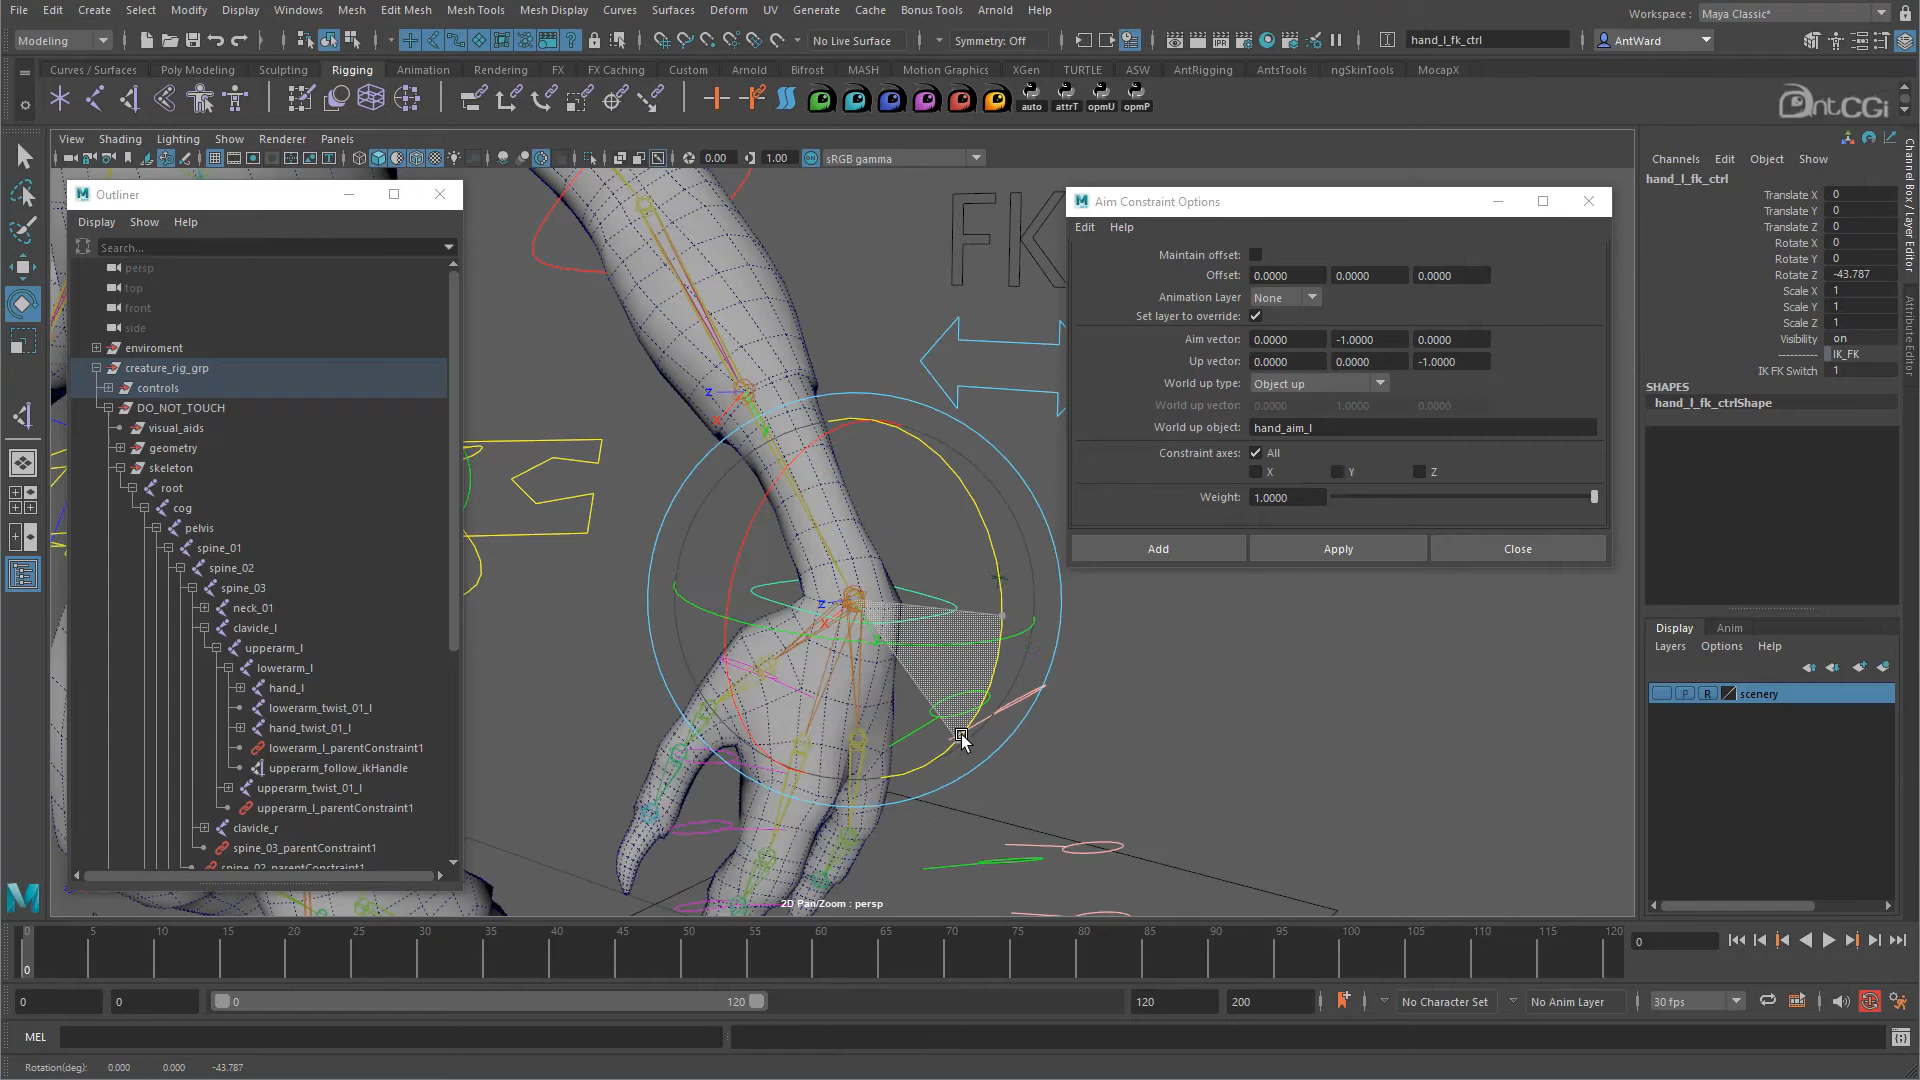 File Edit Create Select Modify Display Windows Mesh Edit Mesh Mesh Tools Mesh Display Curves Surfaces Deform UV Generate Cache Bonus Tools Arnold Help
Workspace : Maya Classic*
Modeling
No Live Surface
Symmetry: Off
hand_l_fk_ctrl
AntWard
Curves / Surfaces Poly Modeling Sculpting Rigging Animation Rendering FX FX Caching Custom Arnold Bifrost MASH Motion Graphics XGen TURTLE ASW AntRigging AntsTools ngSkinTools MocapX
IPR
auto attrT opmU opmP
AntCGi
View Shading Lighting Show Renderer Panels
0.00 1.00 ON sRGB gamma
Outliner
Display Show Help
Search...
persp
top
front
side
enviroment
creature_rig_grp
controls
DO_NOT_TOUCH
visual_aids
geometry
skeleton
root
cog
pelvis
spine_01
spine_02
spine_03
neck_01
clavicle_l
upperarm_l
lowerarm_l
hand_l
lowerarm_twist_01_l
hand_twist_01_l
lowerarm_l_parentConstraint1
upperarm_follow_ikHandle
upperarm_twist_01_l
upperarm_l_parentConstraint1
clavicle_r
spine_03_parentConstraint1
spine_02_parentConstraint1
FK
z
x
y
z
x
y
2D Pan/Zoom : persp
Aim Constraint Options
Edit Help
Maintain offset:
Offset: 0.0000 0.0000 0.0000
Animation Layer None
Set layer to override:
Aim vector: 0.0000 -1.0000 0.0000
Up vector: 0.0000 0.0000 -1.0000
World up type: Object up
World up vector: 0.0000 1.0000 0.0000
World up object: hand_aim_l
Constraint axes: All
X Y Z
Weight: 1.0000
Add Apply Close
Channels Edit Object Show
hand_l_fk_ctrl
Translate X 0
Translate Y 0
Translate Z 0
Rotate X 0
Rotate Y 0
Rotate Z -43.787
Scale X 1
Scale Y 1
Scale Z 1
Visibility on
---------- IK_FK
IK FK Switch 1
SHAPES
hand_l_fk_ctrlShape
Channel Box / Layer Editor
Attribute Editor
Display Anim
Layers Options Help
P R scenery
0 5 10 15 20 25 30 35 40 45 50 55 60 65 70 75 80 85 90 95 100 105 110 115 120
0
0
0 0 0 120 120 200
No Character Set No Anim Layer 30 fps
MEL
Rotation(deg): 0.000 0.000 -43.787